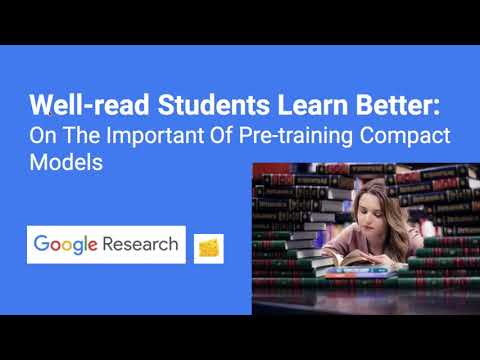 Well-read Students Learn Better:
On The Important Of Pre-training Compact
Models
Google Research